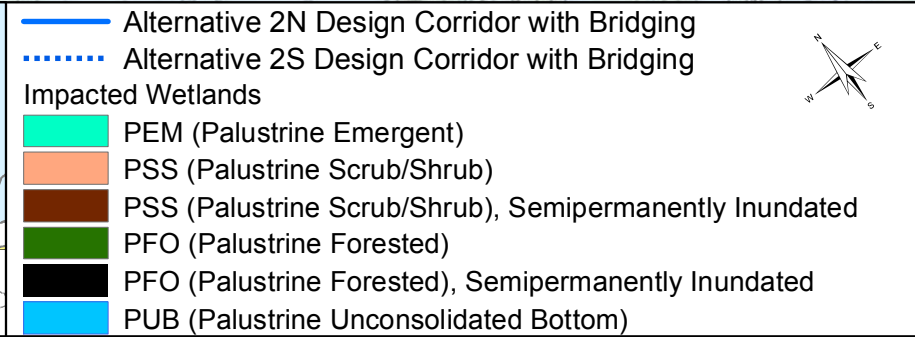 Alternative 2N Design Corridor with Bridging
Alternative 2S Design Corridor with Bridging
Impacted Wetlands
PEM (Palustrine Emergent)
PSS (Palustrine Scrub/Shrub)
PSS (Palustrine Scrub/Shrub), Semipermanently Inundated
PFO (Palustrine Forested)
PFO (Palustrine Forested), Semipermanently Inundated
PUB (Palustrine Unconsolidated Bottom)
N
E
W
S